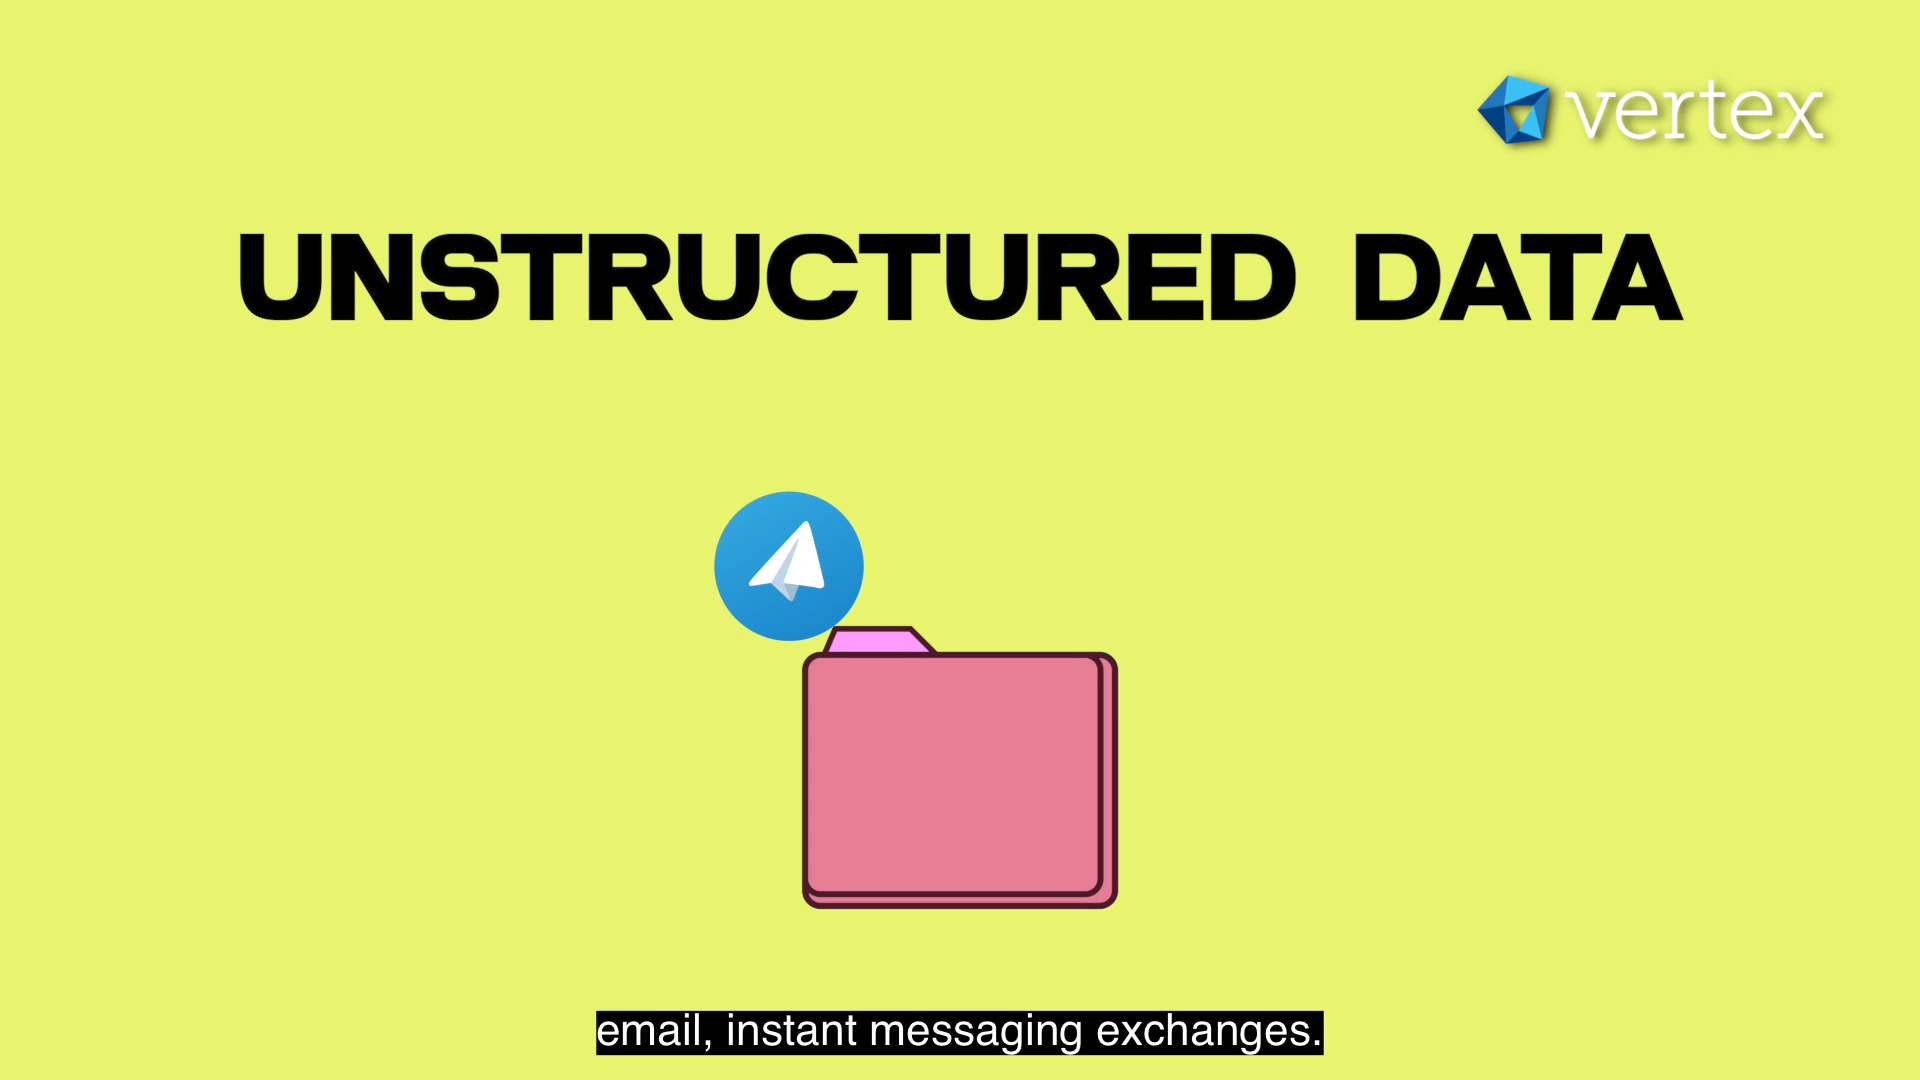 vertex
UNSTRUCTURED DATA
email, instant messaging exchanges.